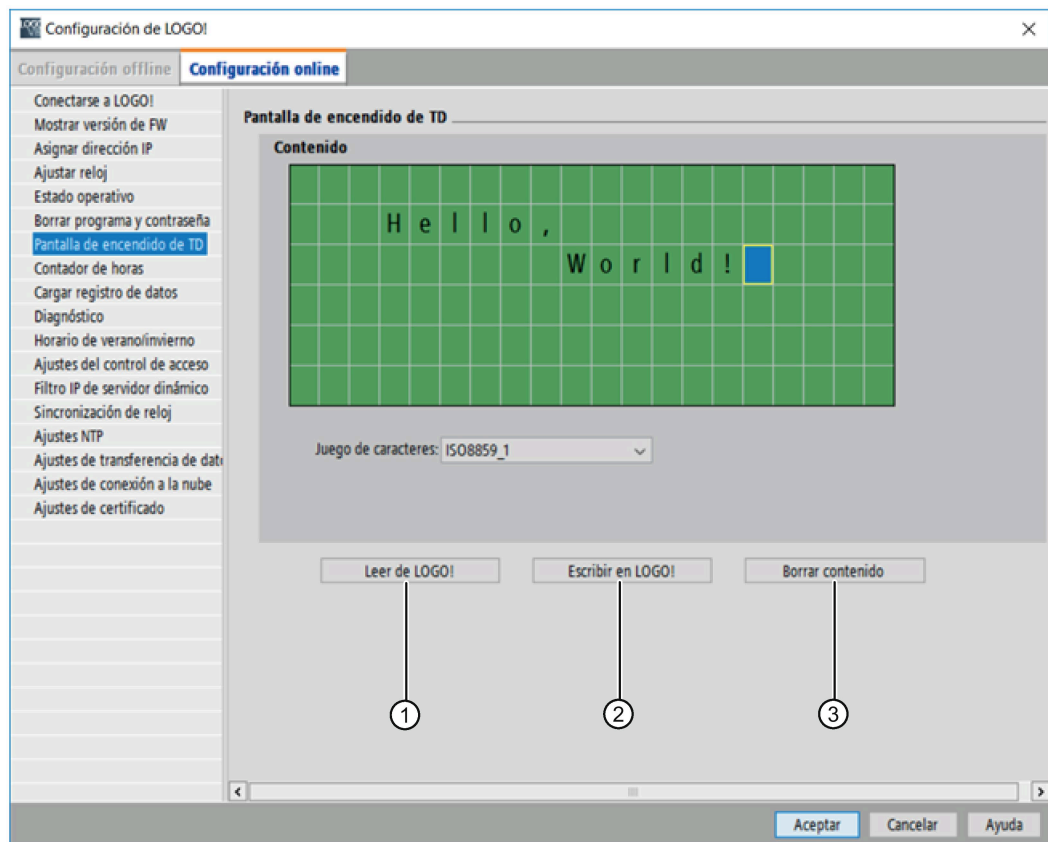 Configuración de LOGO!
Configuración offline
Configuración online
Conectarse a LOGO!
Mostrar versión de FW
Asignar dirección IP
Ajustar reloj
Estado operativo
Borrar programa y contraseña
Pantalla de encendido de TD
Contador de horas
Cargar registro de datos
Diagnóstico
Horario de verano/invierno
Ajustes del control de acceso
Filtro IP de servidor dinámico
Sincronización de reloj
Ajustes NTP
Ajustes de transferencia de dat
Ajustes de conexión a la nube
Ajustes de certificado
Pantalla de encendido de TD
Contenido
Hello,
World!
Juego de caracteres: ISO8859_1
Leer de LOGO!
Escribir en LOGO!
Borrar contenido
1
2
3
Aceptar
Cancelar
Ayuda